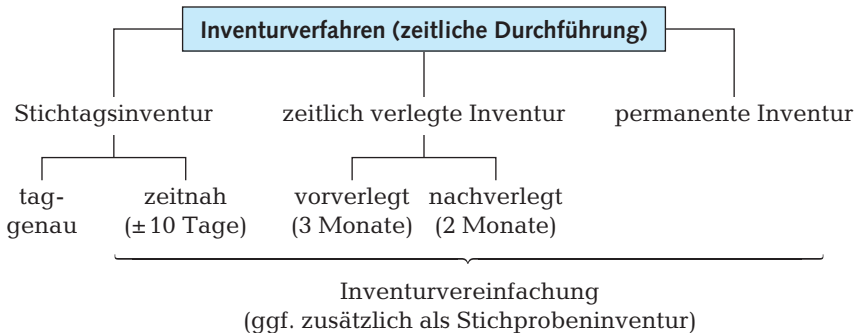 Inventurverfahren (zeitliche Durchführung)
Stichtagsinventur
zeitlich verlegte Inventur
permanente Inventur
tag-
genau
zeitnah
(± 10 Tage)
vorverlegt
(3 Monate)
nachverlegt
(2 Monate)
Inventurvereinfachung
(ggf. zusätzlich als Stichprobeninventur)